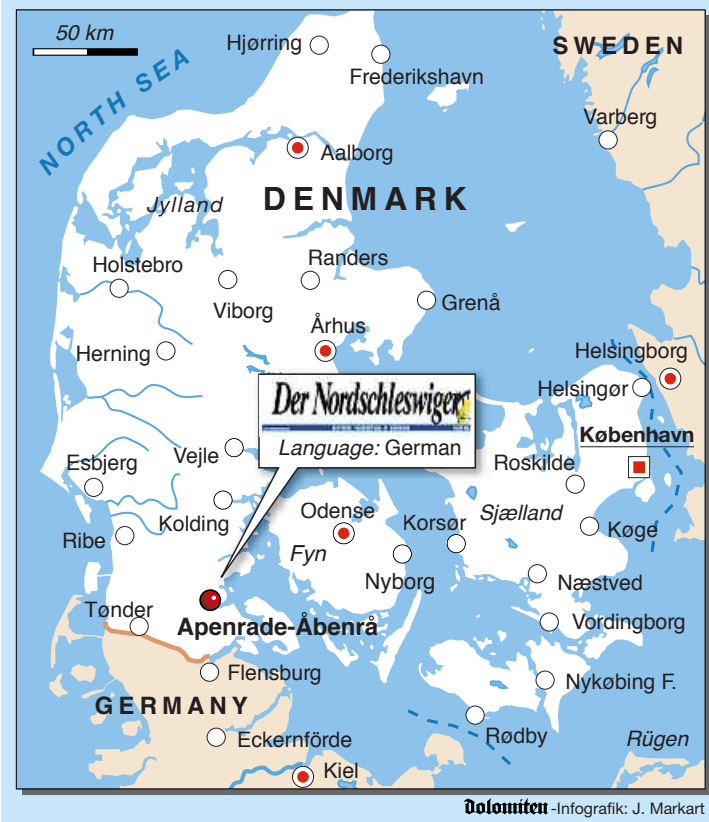 50 km
Hjørring
SWEDEN
Frederikshavn
NORTH SEA
Varberg
Aalborg
Jylland
DENMARK
Holstebro
Randers
Viborg
Grenå
Århus
Herning
Helsingborg
Helsingør
Der Nordschleswiger
Language: German
København
Vejle
Esbjerg
Roskilde
Kolding
Odense
Korsør
Sjælland
Køge
Ribe
Fyn
Nyborg
Næstved
Tønder
Apenrade-Åbenrå
Vordingborg
Flensburg
Nykøbing F.
GERMANY
Eckernförde
Rødby
Rügen
Kiel
Dolomiten -Infografik: J. Markart